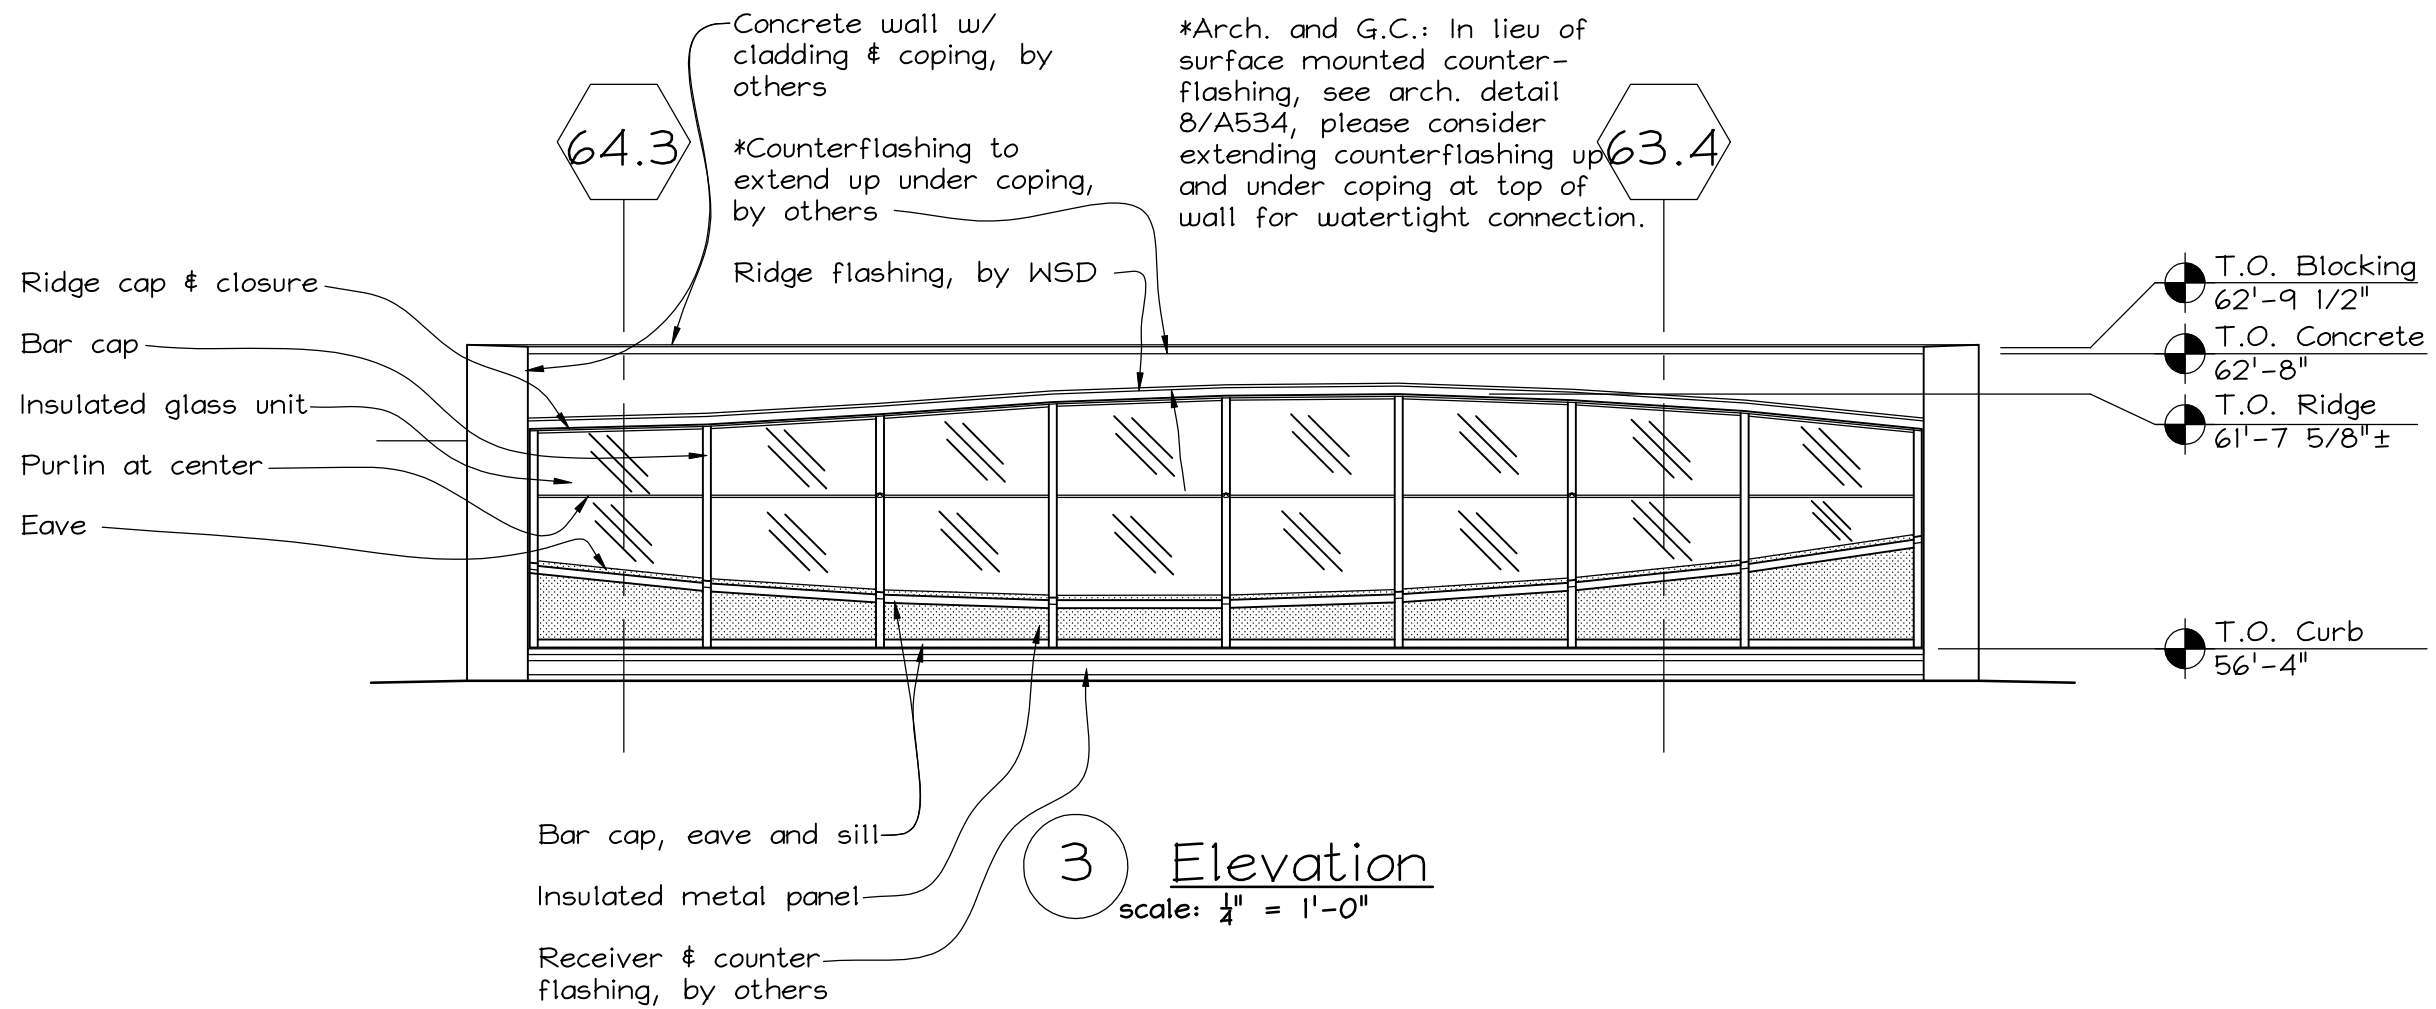 Concrete wall w/
cladding & coping, by
others
*Counterflashing to
extend up under coping,
by others
Ridge flashing, by WSD
*Arch. and G.C.: In lieu of
surface mounted counter-
flashing, see arch. detail
8/A534, please consider
extending counterflashing up
and under coping at top of
wall for watertight connection.
64.3
63.4
Ridge cap & closure
Bar cap
Insulated glass unit
Purlin at center
Eave
T.O. Blocking
62'-9 1/2"
T.O. Concrete
62'-8"
T.O. Ridge
61'-7 5/8"±
T.O. Curb
56'-4"
Bar cap, eave and sill
Insulated metal panel
Receiver & counter
flashing, by others
3
Elevation
scale: ¼" = 1'-0"